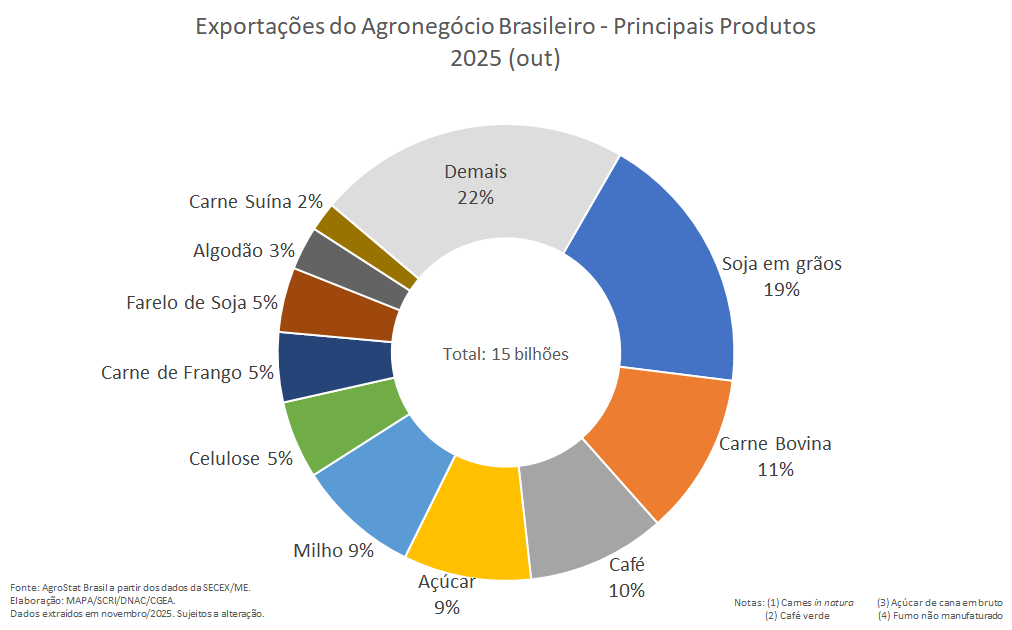 Exportações do Agronegócio Brasileiro - Principais Produtos
2025 (out)
Demais
22%
Carne Suína 2%
Algodão 3%
Soja em grãos
19%
Farelo de Soja 5%
Total: 15 bilhões
Carne de Frango 5%
Carne Bovina
11%
Celulose 5%
Milho 9%
Café
10%
Açúcar
9%
Fonte: AgroStat Brasil a partir dos dados da SECEX/ME.
Elaboração: MAPA/SCRI/DNAC/CGEA.
Dados extraídos em novembro/2025. Sujeitos a alteração.
Notas: (1) Carnes in natura (3) Açúcar de cana em bruto
(2) Café verde (4) Fumo não manufaturado